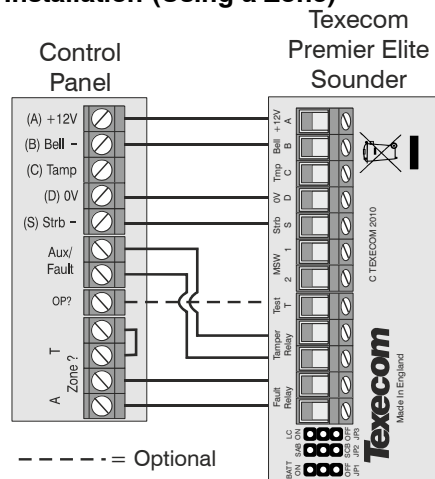 Installation (Using a Zone)
Texecom
Premier Elite
Sounder
Control
Panel
(A) +12V
(B) Bell -
(C) Tamp
(D) 0V
(S) Strb -
Aux/
Fault
OP?
T
Zone ?
A
+12V A
Bell B
Tmp C
0V D
Strb S
MSW 1
2
Test T
Tamper
Relay
Fault
Relay
C TEXECOM 2010
Texecom
Made In England
LC ON OFF JP3
SAB SCB JP2
BATT ON OFF JP1
= Optional